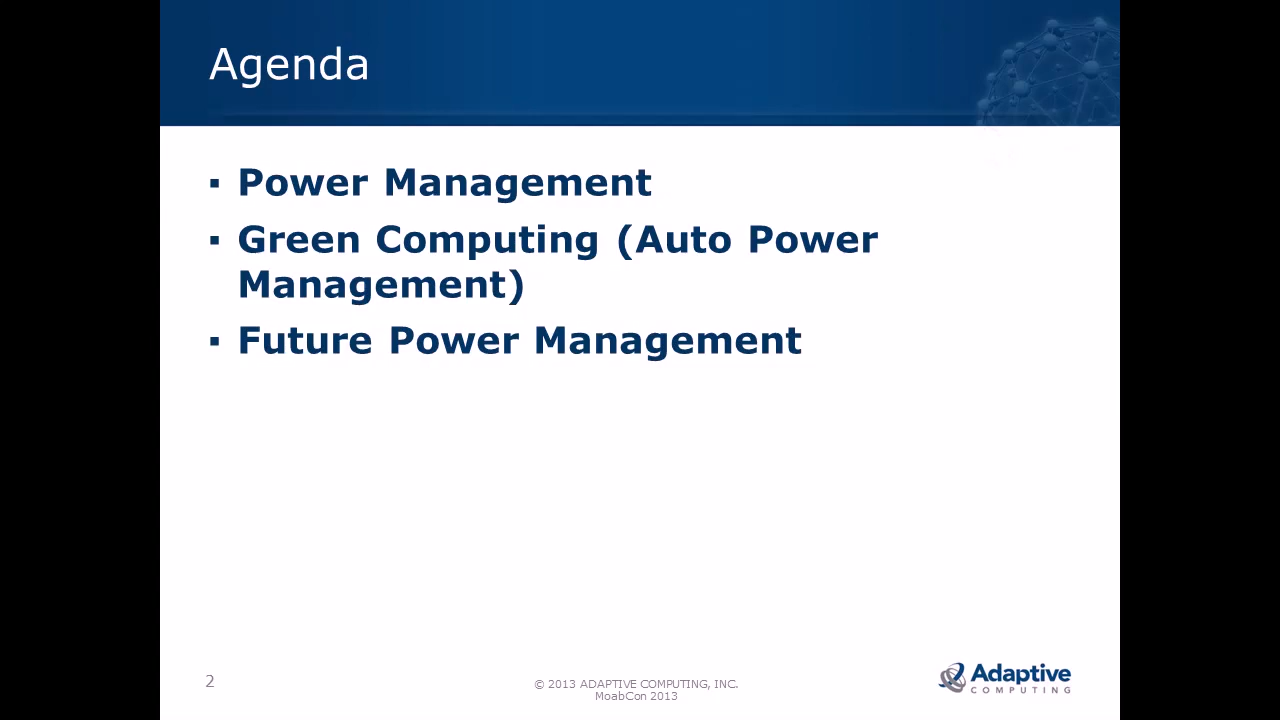 Agenda
▪ Power Management
▪ Green Computing (Auto Power
Management)
▪ Future Power Management
2
© 2013 ADAPTIVE COMPUTING, INC.
MoabCon 2013
Adaptive
COMPUTING